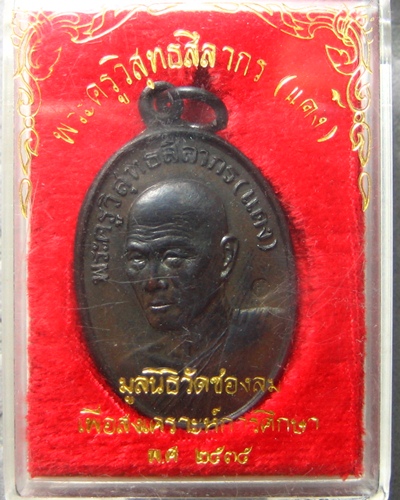 พระครูวิสุทธสีลากร (แด้ง)
พระครูวิสุทธสีลากร(แดง)
มูลนิธิวัดช่องลม
เพื่อสงเคราะห์การศึกษา
พ.ศ ๒๕๓๕